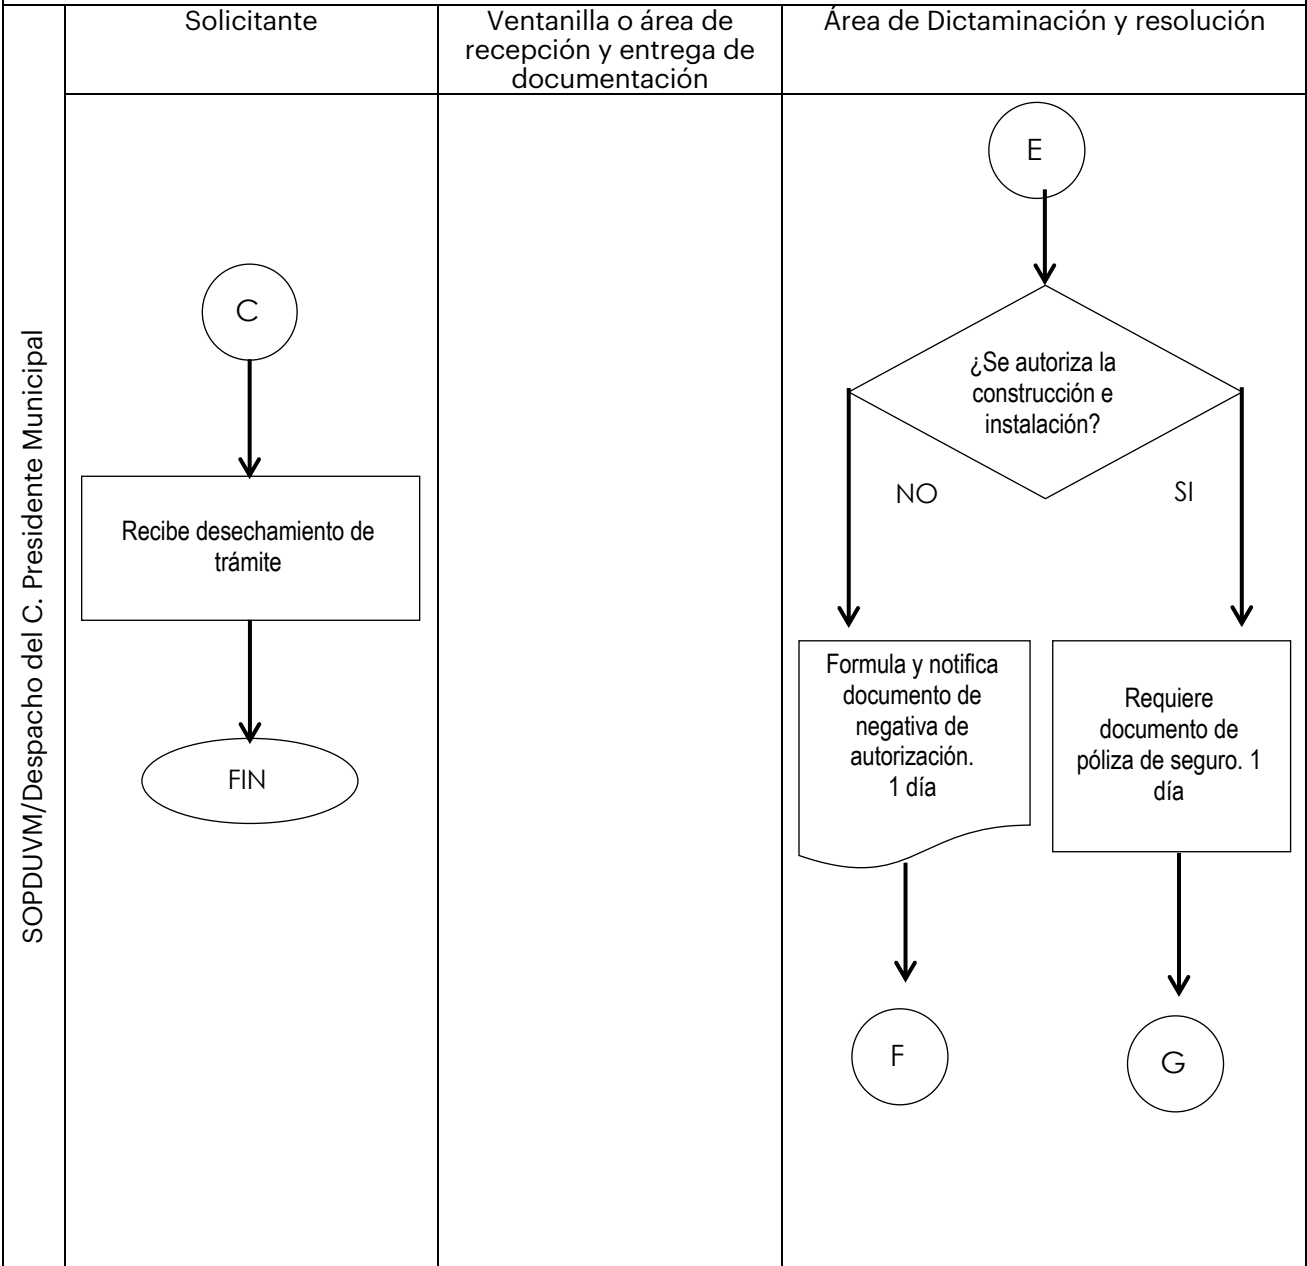 Solicitante
Ventanilla o área de
recepción y entrega de
documentación
Área de Dictaminación y resolución
SOPDUVM/Despacho del C. Presidente Municipal
C
Recibe desechamiento de
trámite
FIN
E
¿Se autoriza la
construcción e
instalación?
NO
SI
Formula y notifica
documento de
negativa de
autorización.
1 día
Requiere
documento de
póliza de seguro. 1
día
F
G